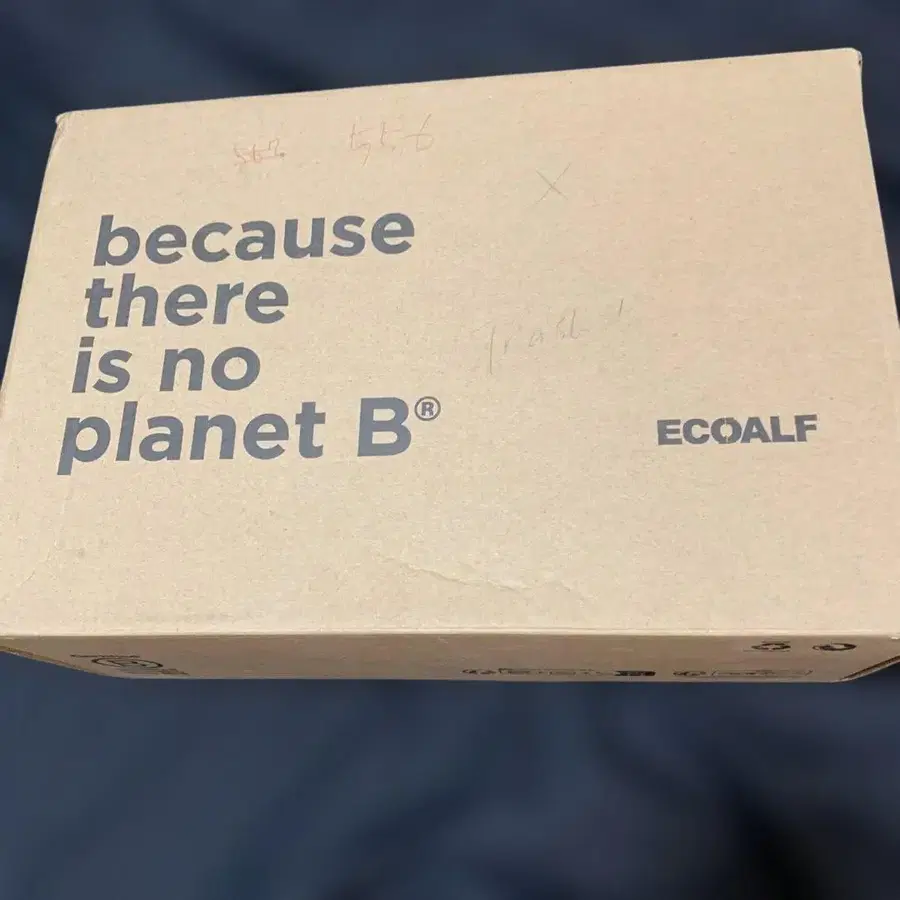 because
there
is no
planet B®
ECOALF